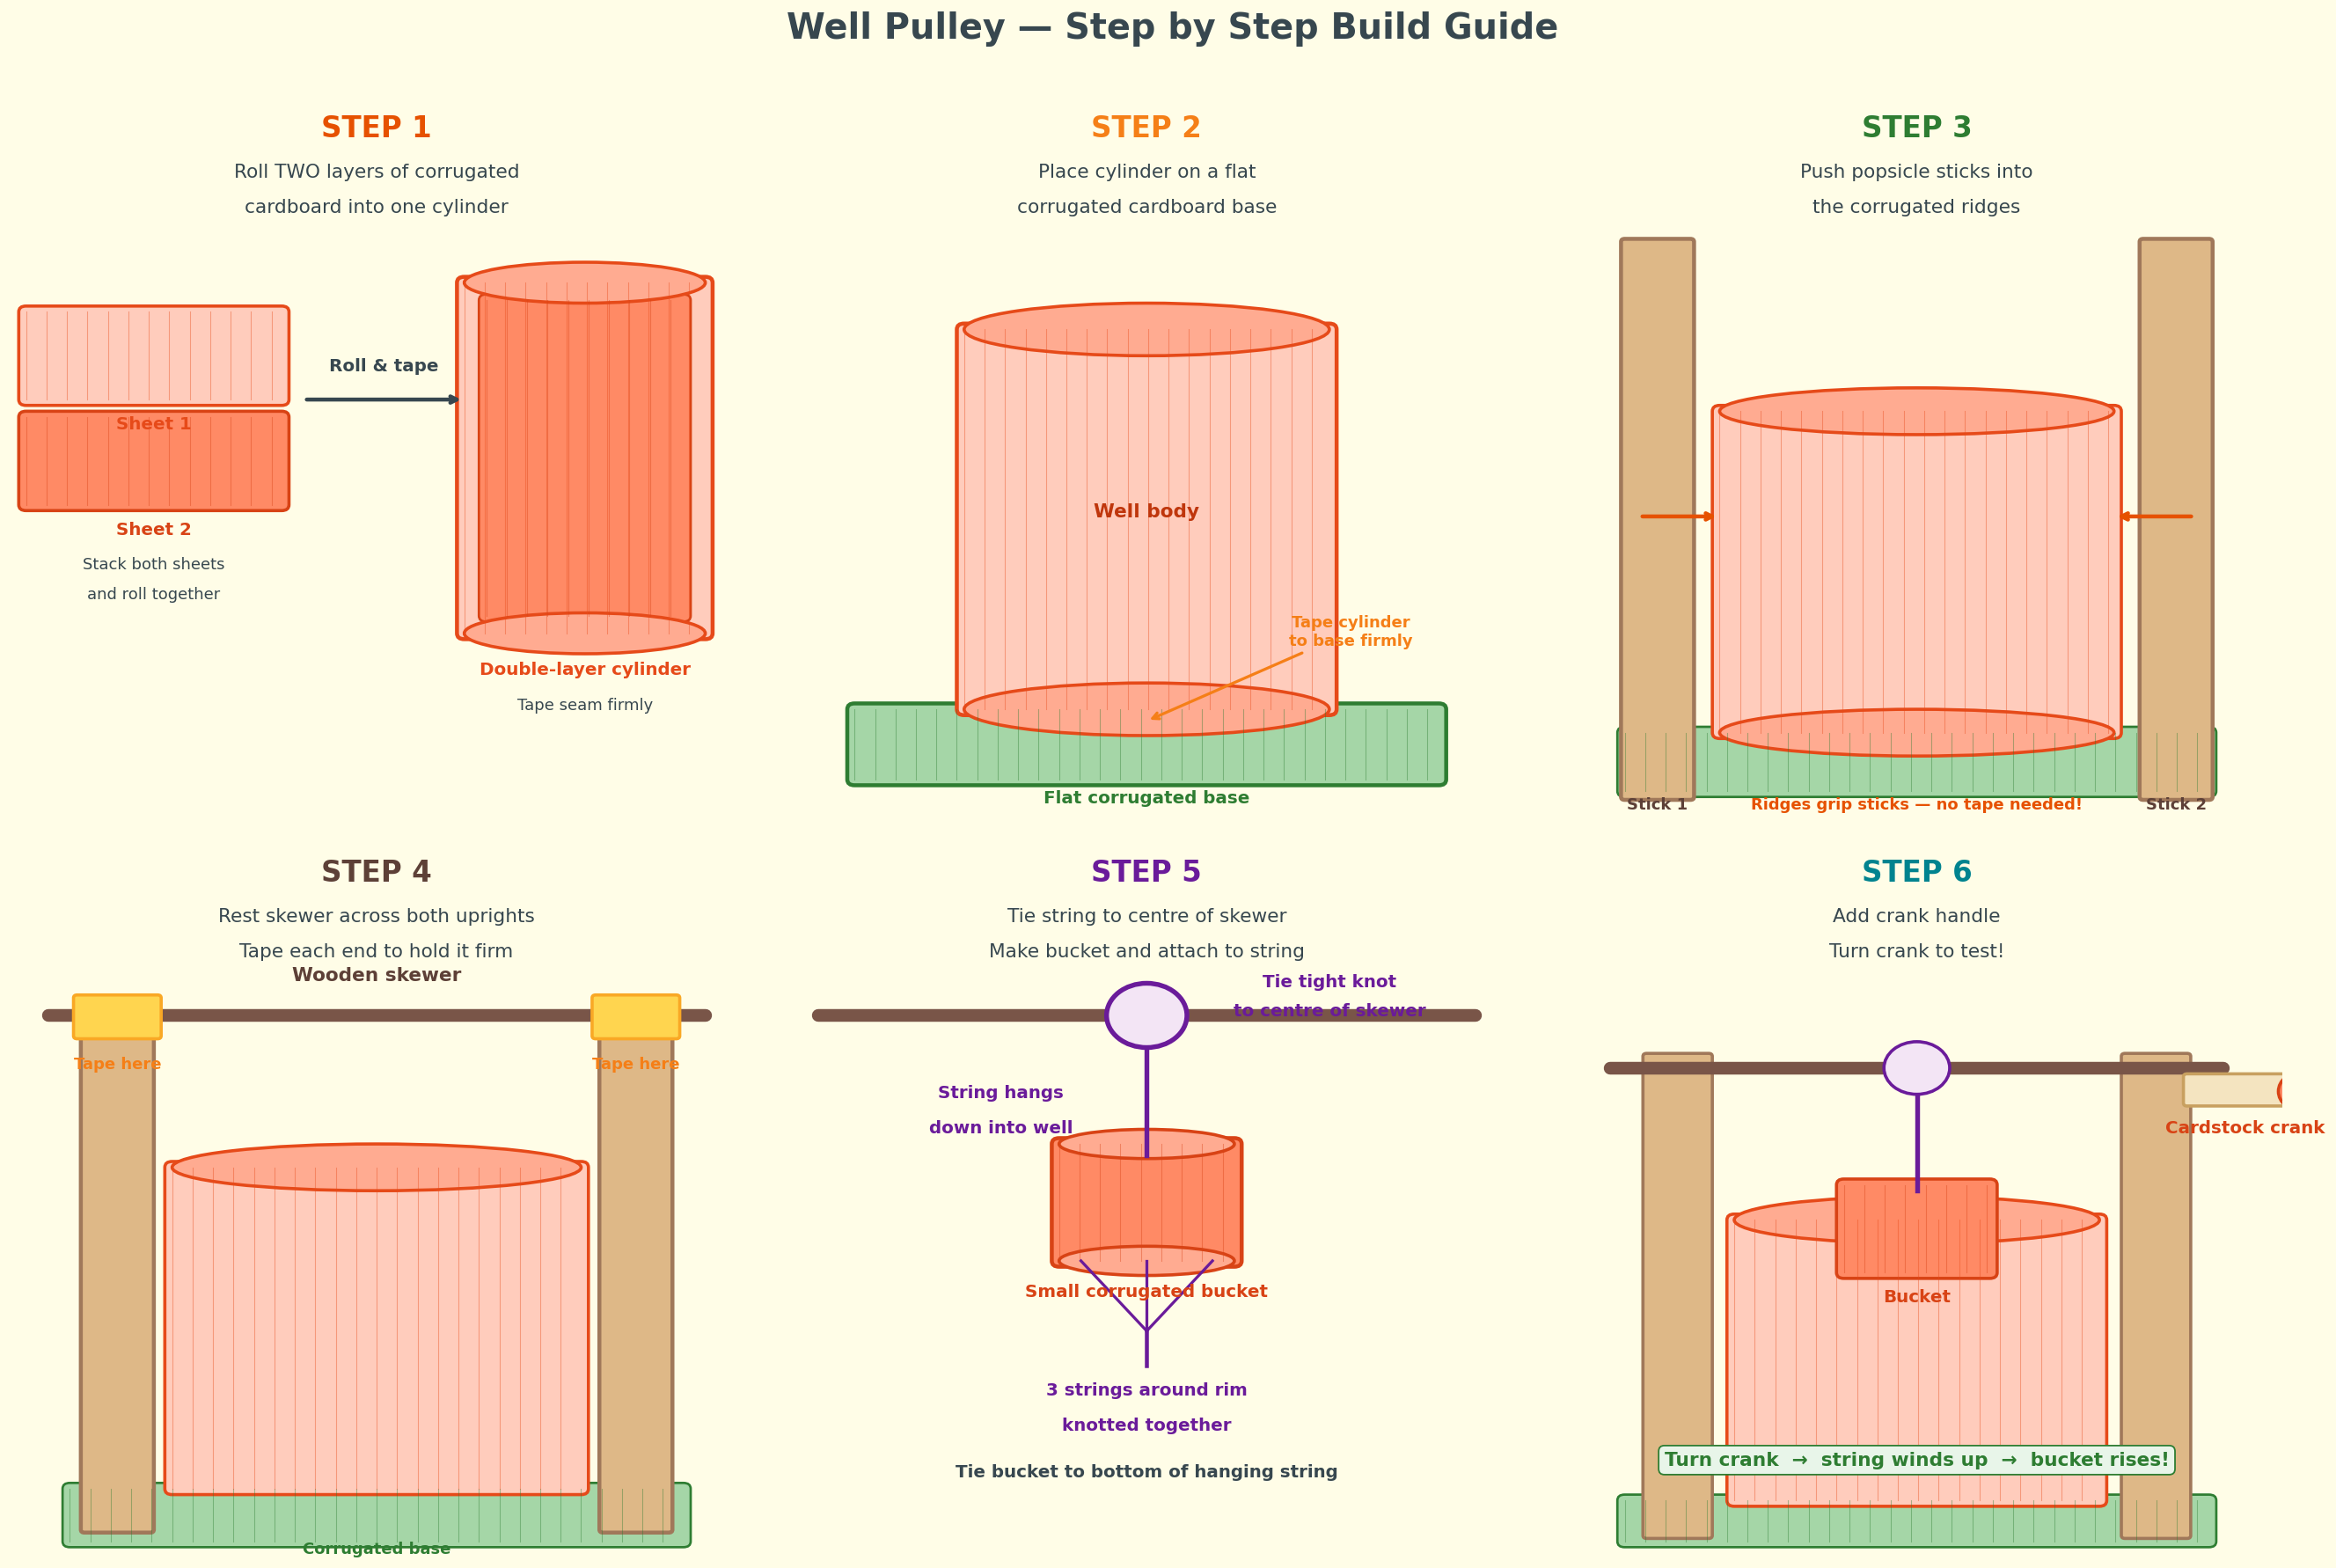 Well Pulley — Step by Step Build Guide
STEP 1
Roll TWO layers of corrugated
cardboard into one cylinder
Sheet 1
Sheet 2
Stack both sheets
and roll together
Roll & tape
Double-layer cylinder
Tape seam firmly
STEP 2
Place cylinder on a flat
corrugated cardboard base
Well body
Tape cylinder
to base firmly
Flat corrugated base
STEP 3
Push popsicle sticks into
the corrugated ridges
Stick 1
Ridges grip sticks — no tape needed!
Stick 2
STEP 4
Rest skewer across both uprights
Tape each end to hold it firm
Wooden skewer
Tape here
Tape here
Corrugated base
STEP 5
Tie string to centre of skewer
Make bucket and attach to string
Tie tight knot
to centre of skewer
String hangs
down into well
Small corrugated bucket
3 strings around rim
knotted together
Tie bucket to bottom of hanging string
STEP 6
Add crank handle
Turn crank to test!
Cardstock crank
Bucket
Turn crank → string winds up → bucket rises!